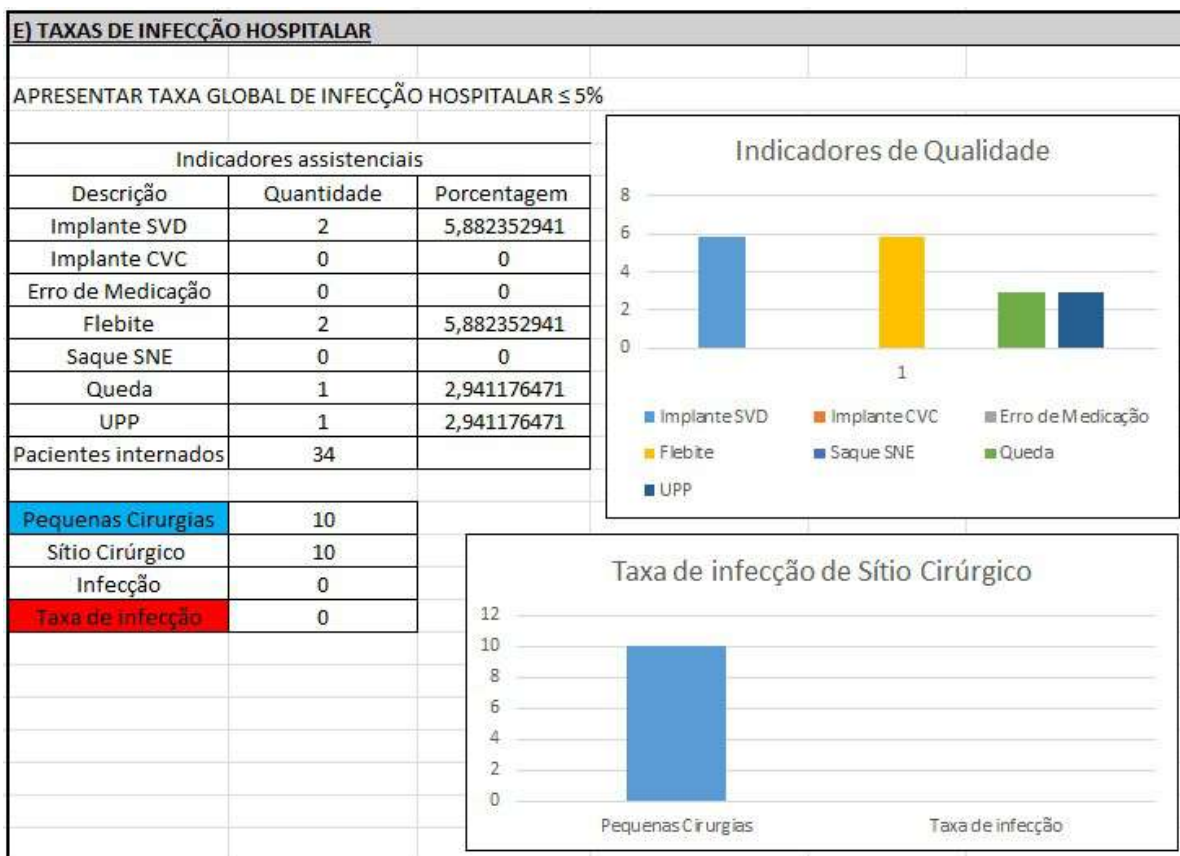 E) TAXAS DE INFECÇÃO HOSPITALAR
APRESENTAR TAXA GLOBAL DE INFECÇÃO HOSPITALAR ≤ 5%
Indicadores assistenciais
Descrição Quantidade Porcentagem
Implante SVD 2 5,882352941
Implante CVC 0 0
Erro de Medicação 0 0
Flebite 2 5,882352941
Saque SNE 0 0
Queda 1 2,941176471
UPP 1 2,941176471
Pacientes internados 34
Indicadores de Qualidade
8
6
4
2
0
1
Implante SVD Implante CVC Erro de Medicação
Flebite Saque SNE Queda
UPP
Pequenas Cirurgias 10
Sítio Cirúrgico 10
Infecção 0
Taxa de infecção 0
Taxa de infecção de Sítio Cirúrgico
12
10
8
6
4
2
0
Pequenas Cirurgias Taxa de infecção